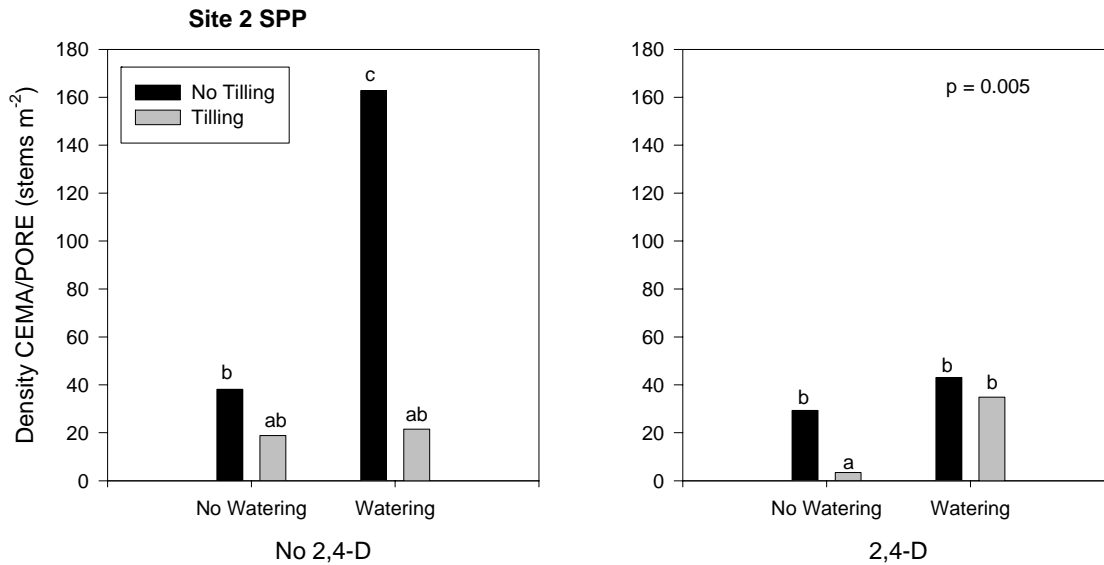 Site 2 SPP
Density CEMA/PORE (stems m-2)
180
160
140
120
100
80
60
40
20
0
No Tilling
Tilling
b
ab
c
ab
No Watering Watering
No 2,4-D
180
160
140
120
100
80
60
40
20
0
p = 0.005
b
a
b
b
No Watering Watering
2,4-D